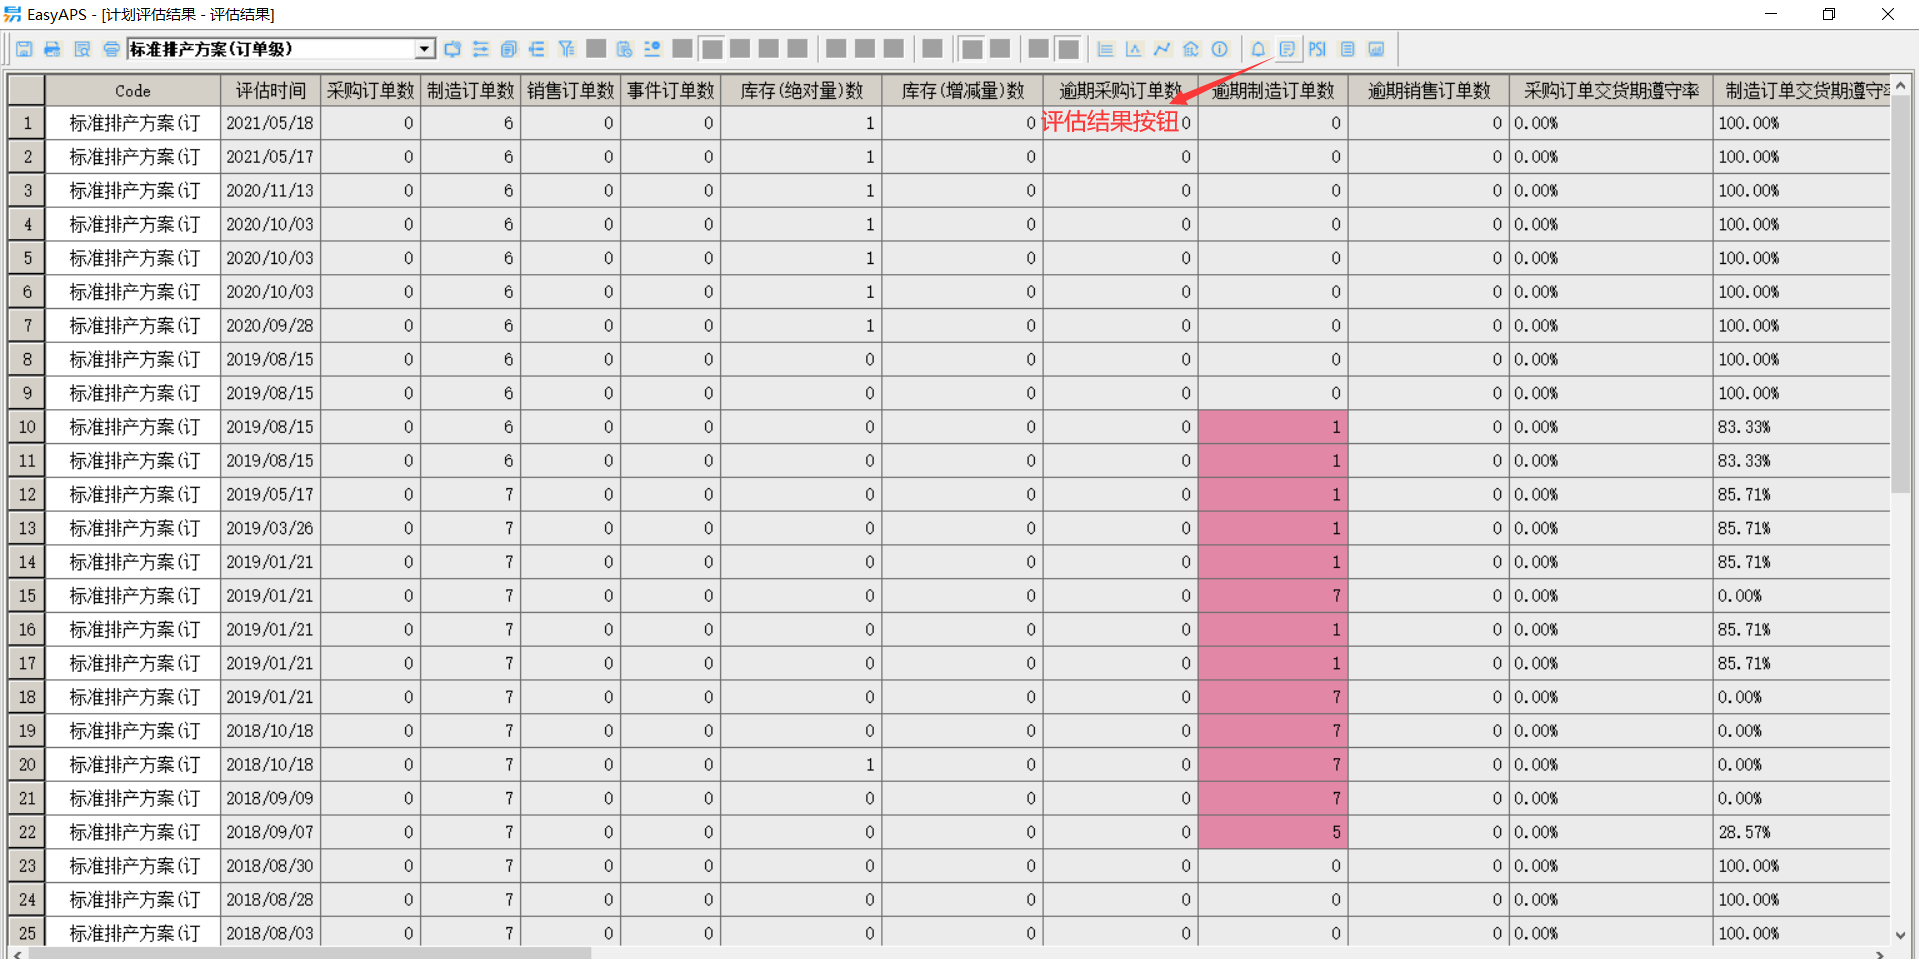 EasyAPS - [计划评估结果 - 评估结果]
标准排产方案(订单级)
PSI
Code 评估时间 采购订单数 制造订单数 销售订单数 事件订单数 库存(绝对量)数 库存(增减量)数 逾期采购订单数 逾期制造订单数 逾期销售订单数 采购订单交货期遵守率 制造订单交货期遵守率
评估结果按钮
1 标准排产方案(订 2021/05/18 0 6 0 0 1 0 0 0 0 0.00% 100.00%
2 标准排产方案(订 2021/05/17 0 6 0 0 1 0 0 0 0 0.00% 100.00%
3 标准排产方案(订 2020/11/13 0 6 0 0 1 0 0 0 0 0.00% 100.00%
4 标准排产方案(订 2020/10/03 0 6 0 0 1 0 0 0 0 0.00% 100.00%
5 标准排产方案(订 2020/10/03 0 6 0 0 1 0 0 0 0 0.00% 100.00%
6 标准排产方案(订 2020/10/03 0 6 0 0 1 0 0 0 0 0.00% 100.00%
7 标准排产方案(订 2020/09/28 0 6 0 0 1 0 0 0 0 0.00% 100.00%
8 标准排产方案(订 2019/08/15 0 6 0 0 0 0 0 0 0 0.00% 100.00%
9 标准排产方案(订 2019/08/15 0 6 0 0 0 0 0 0 0 0.00% 100.00%
10 标准排产方案(订 2019/08/15 0 6 0 0 0 0 0 1 0 0.00% 83.33%
11 标准排产方案(订 2019/08/15 0 6 0 0 0 0 0 1 0 0.00% 83.33%
12 标准排产方案(订 2019/05/17 0 7 0 0 0 0 0 1 0 0.00% 85.71%
13 标准排产方案(订 2019/03/26 0 7 0 0 0 0 0 1 0 0.00% 85.71%
14 标准排产方案(订 2019/01/21 0 7 0 0 0 0 0 1 0 0.00% 85.71%
15 标准排产方案(订 2019/01/21 0 7 0 0 0 0 0 7 0 0.00% 0.00%
16 标准排产方案(订 2019/01/21 0 7 0 0 0 0 0 1 0 0.00% 85.71%
17 标准排产方案(订 2019/01/21 0 7 0 0 0 0 0 1 0 0.00% 85.71%
18 标准排产方案(订 2019/01/21 0 7 0 0 0 0 0 7 0 0.00% 0.00%
19 标准排产方案(订 2018/10/18 0 7 0 0 0 0 0 7 0 0.00% 0.00%
20 标准排产方案(订 2018/10/18 0 7 0 0 1 0 0 7 0 0.00% 0.00%
21 标准排产方案(订 2018/09/09 0 7 0 0 0 0 0 7 0 0.00% 0.00%
22 标准排产方案(订 2018/09/07 0 7 0 0 0 0 0 5 0 0.00% 28.57%
23 标准排产方案(订 2018/08/30 0 7 0 0 0 0 0 0 0 0.00% 100.00%
24 标准排产方案(订 2018/08/28 0 7 0 0 0 0 0 0 0 0.00% 100.00%
25 标准排产方案(订 2018/08/03 0 7 0 0 0 0 0 0 0 0.00% 100.00%